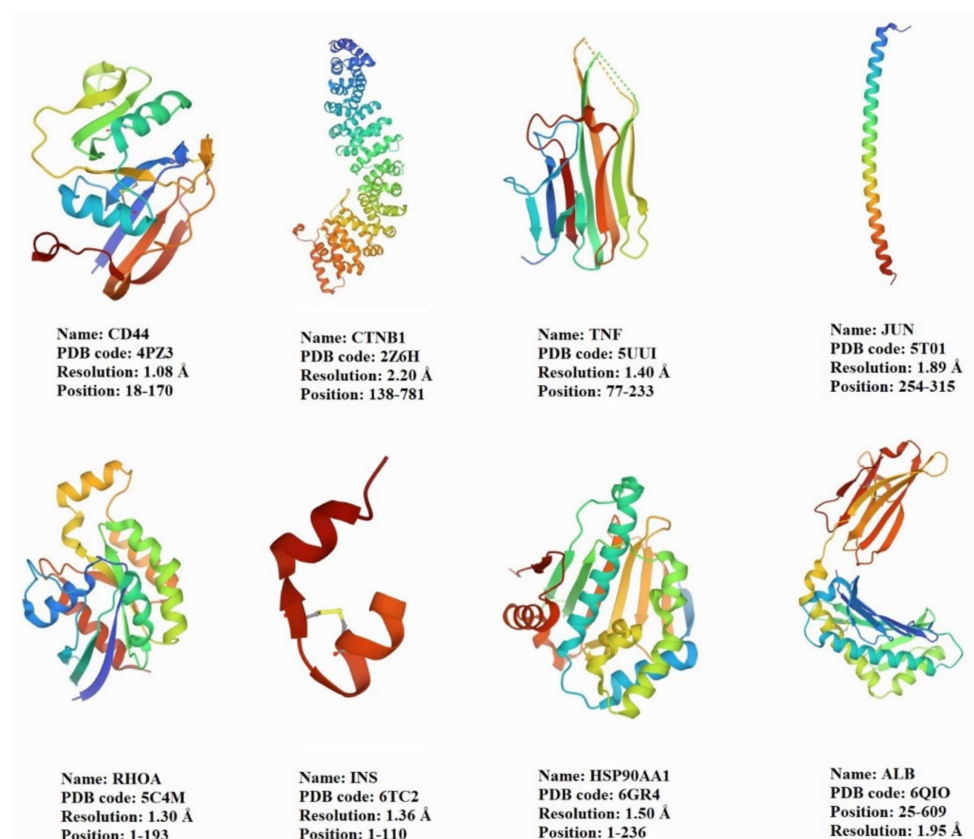 Name: CD44
PDB code: 4PZ3
Resolution: 1.08 Å
Position: 18-170
Name: CTNB1
PDB code: 2Z6H
Resolution: 2.20 Å
Position: 138-781
Name: TNF
PDB code: 5UUI
Resolution: 1.40 Å
Position: 77-233
Name: JUN
PDB code: 5T01
Resolution: 1.89 Å
Position: 254-315
Name: RHOA
PDB code: 5C4M
Resolution: 1.30 Å
Position: 1-193
Name: INS
PDB code: 6TC2
Resolution: 1.36 Å
Position: 1-110
Name: HSP90AA1
PDB code: 6GR4
Resolution: 1.50 Å
Position: 1-236
Name: ALB
PDB code: 6QIO
Position: 25-609
Resolution: 1.95 Å